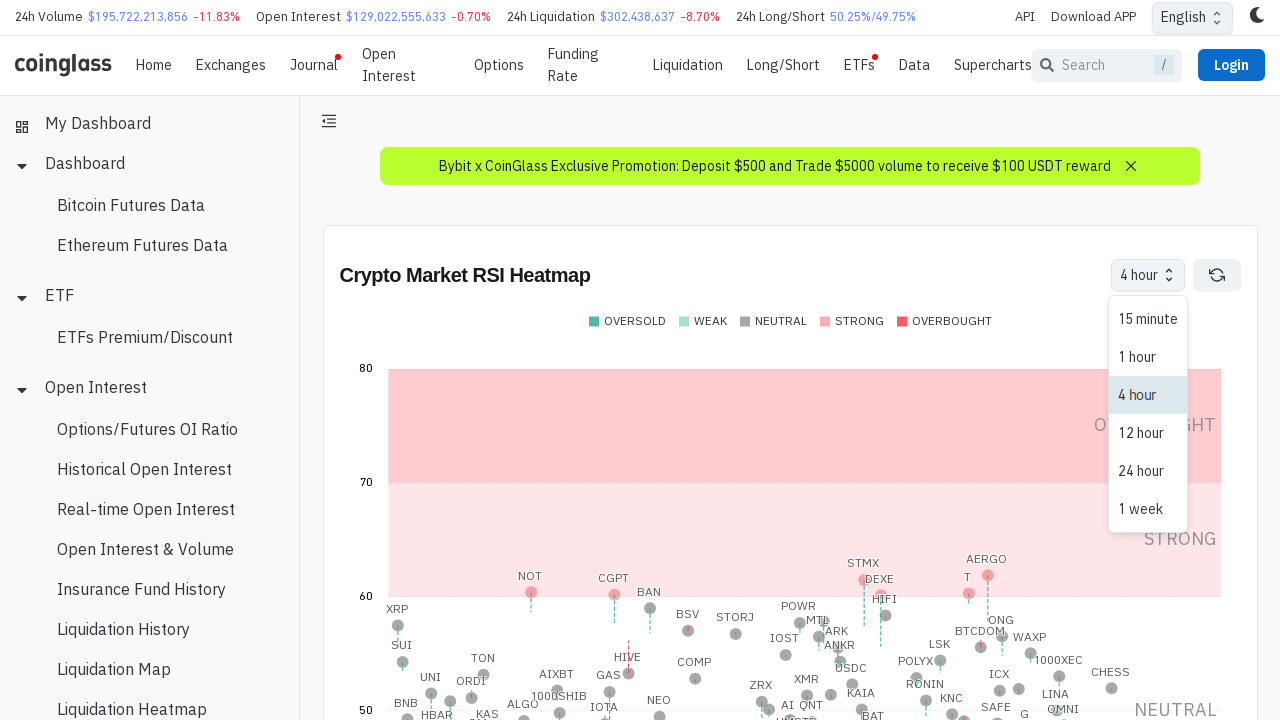 24h Volume $195,722,213,856 -11.83% Open Interest $129,022,555,633 -0.70% 24h Liquidation $302,438,637 -8.70% 24h Long/Short 50.25%/49.75% API Download APP English
coinglass Home Exchanges Journal Open Interest Options Funding Rate Liquidation Long/Short ETFs Data Supercharts Search / Login
My Dashboard
Dashboard
Bitcoin Futures Data
Ethereum Futures Data
ETF
ETFs Premium/Discount
Open Interest
Options/Futures OI Ratio
Historical Open Interest
Real-time Open Interest
Open Interest & Volume
Insurance Fund History
Liquidation History
Liquidation Map
Liquidation Heatmap
Bybit x CoinGlass Exclusive Promotion: Deposit $500 and Trade $5000 volume to receive $100 USDT reward
Crypto Market RSI Heatmap
4 hour
15 minute
1 hour
4 hour
12 hour
24 hour
1 week
OVERSOLD WEAK NEUTRAL STRONG OVERBOUGHT
80
70
STRONG
STMX AERGO
NOT CGPT DEXE T
60
BAN HIFI
XRP BSV STORJ POWR MTL ONG
ARK BTCDOM WAXP
SUI IOST ANKR LSK
TON HIVE COMP USDC POLYX 1000XEC
UNI ORDI AIXBT GAS ZRX XMR RONIN ICX CHESS
BNB 1000SHIB NEO KAIA KNC LINA
HBAR KAS ALGO IOTA AI QNT BAT SAFE G OMNI
50 NEUTRAL